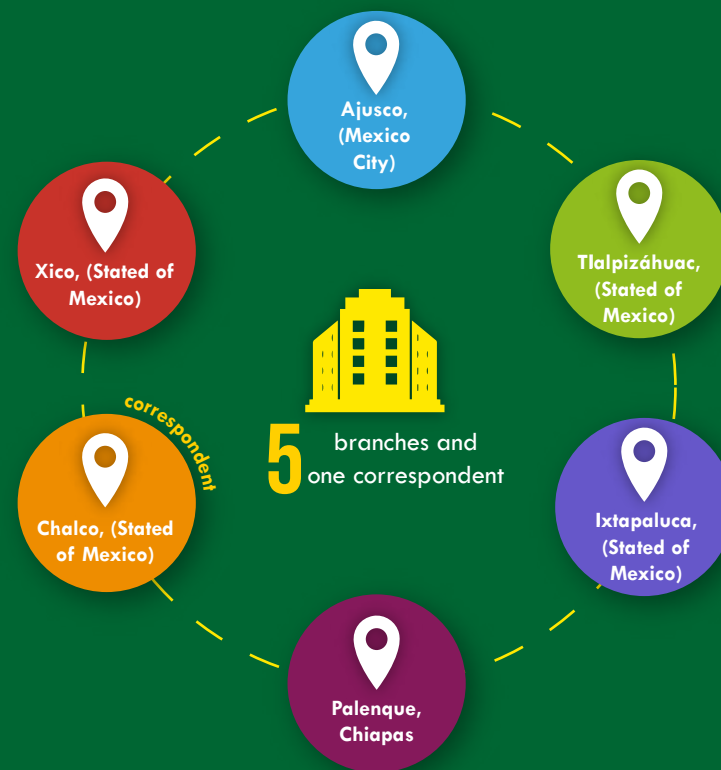 Ajusco,
(Mexico
City)
Xico, (Stated of
Mexico)
Tlalpizáhuac,
(Stated of
Mexico)
correspondent
5 branches and
one correspondent
Chalco, (Stated
of Mexico)
Ixtapaluca,
(Stated of
Mexico)
Palenque,
Chiapas